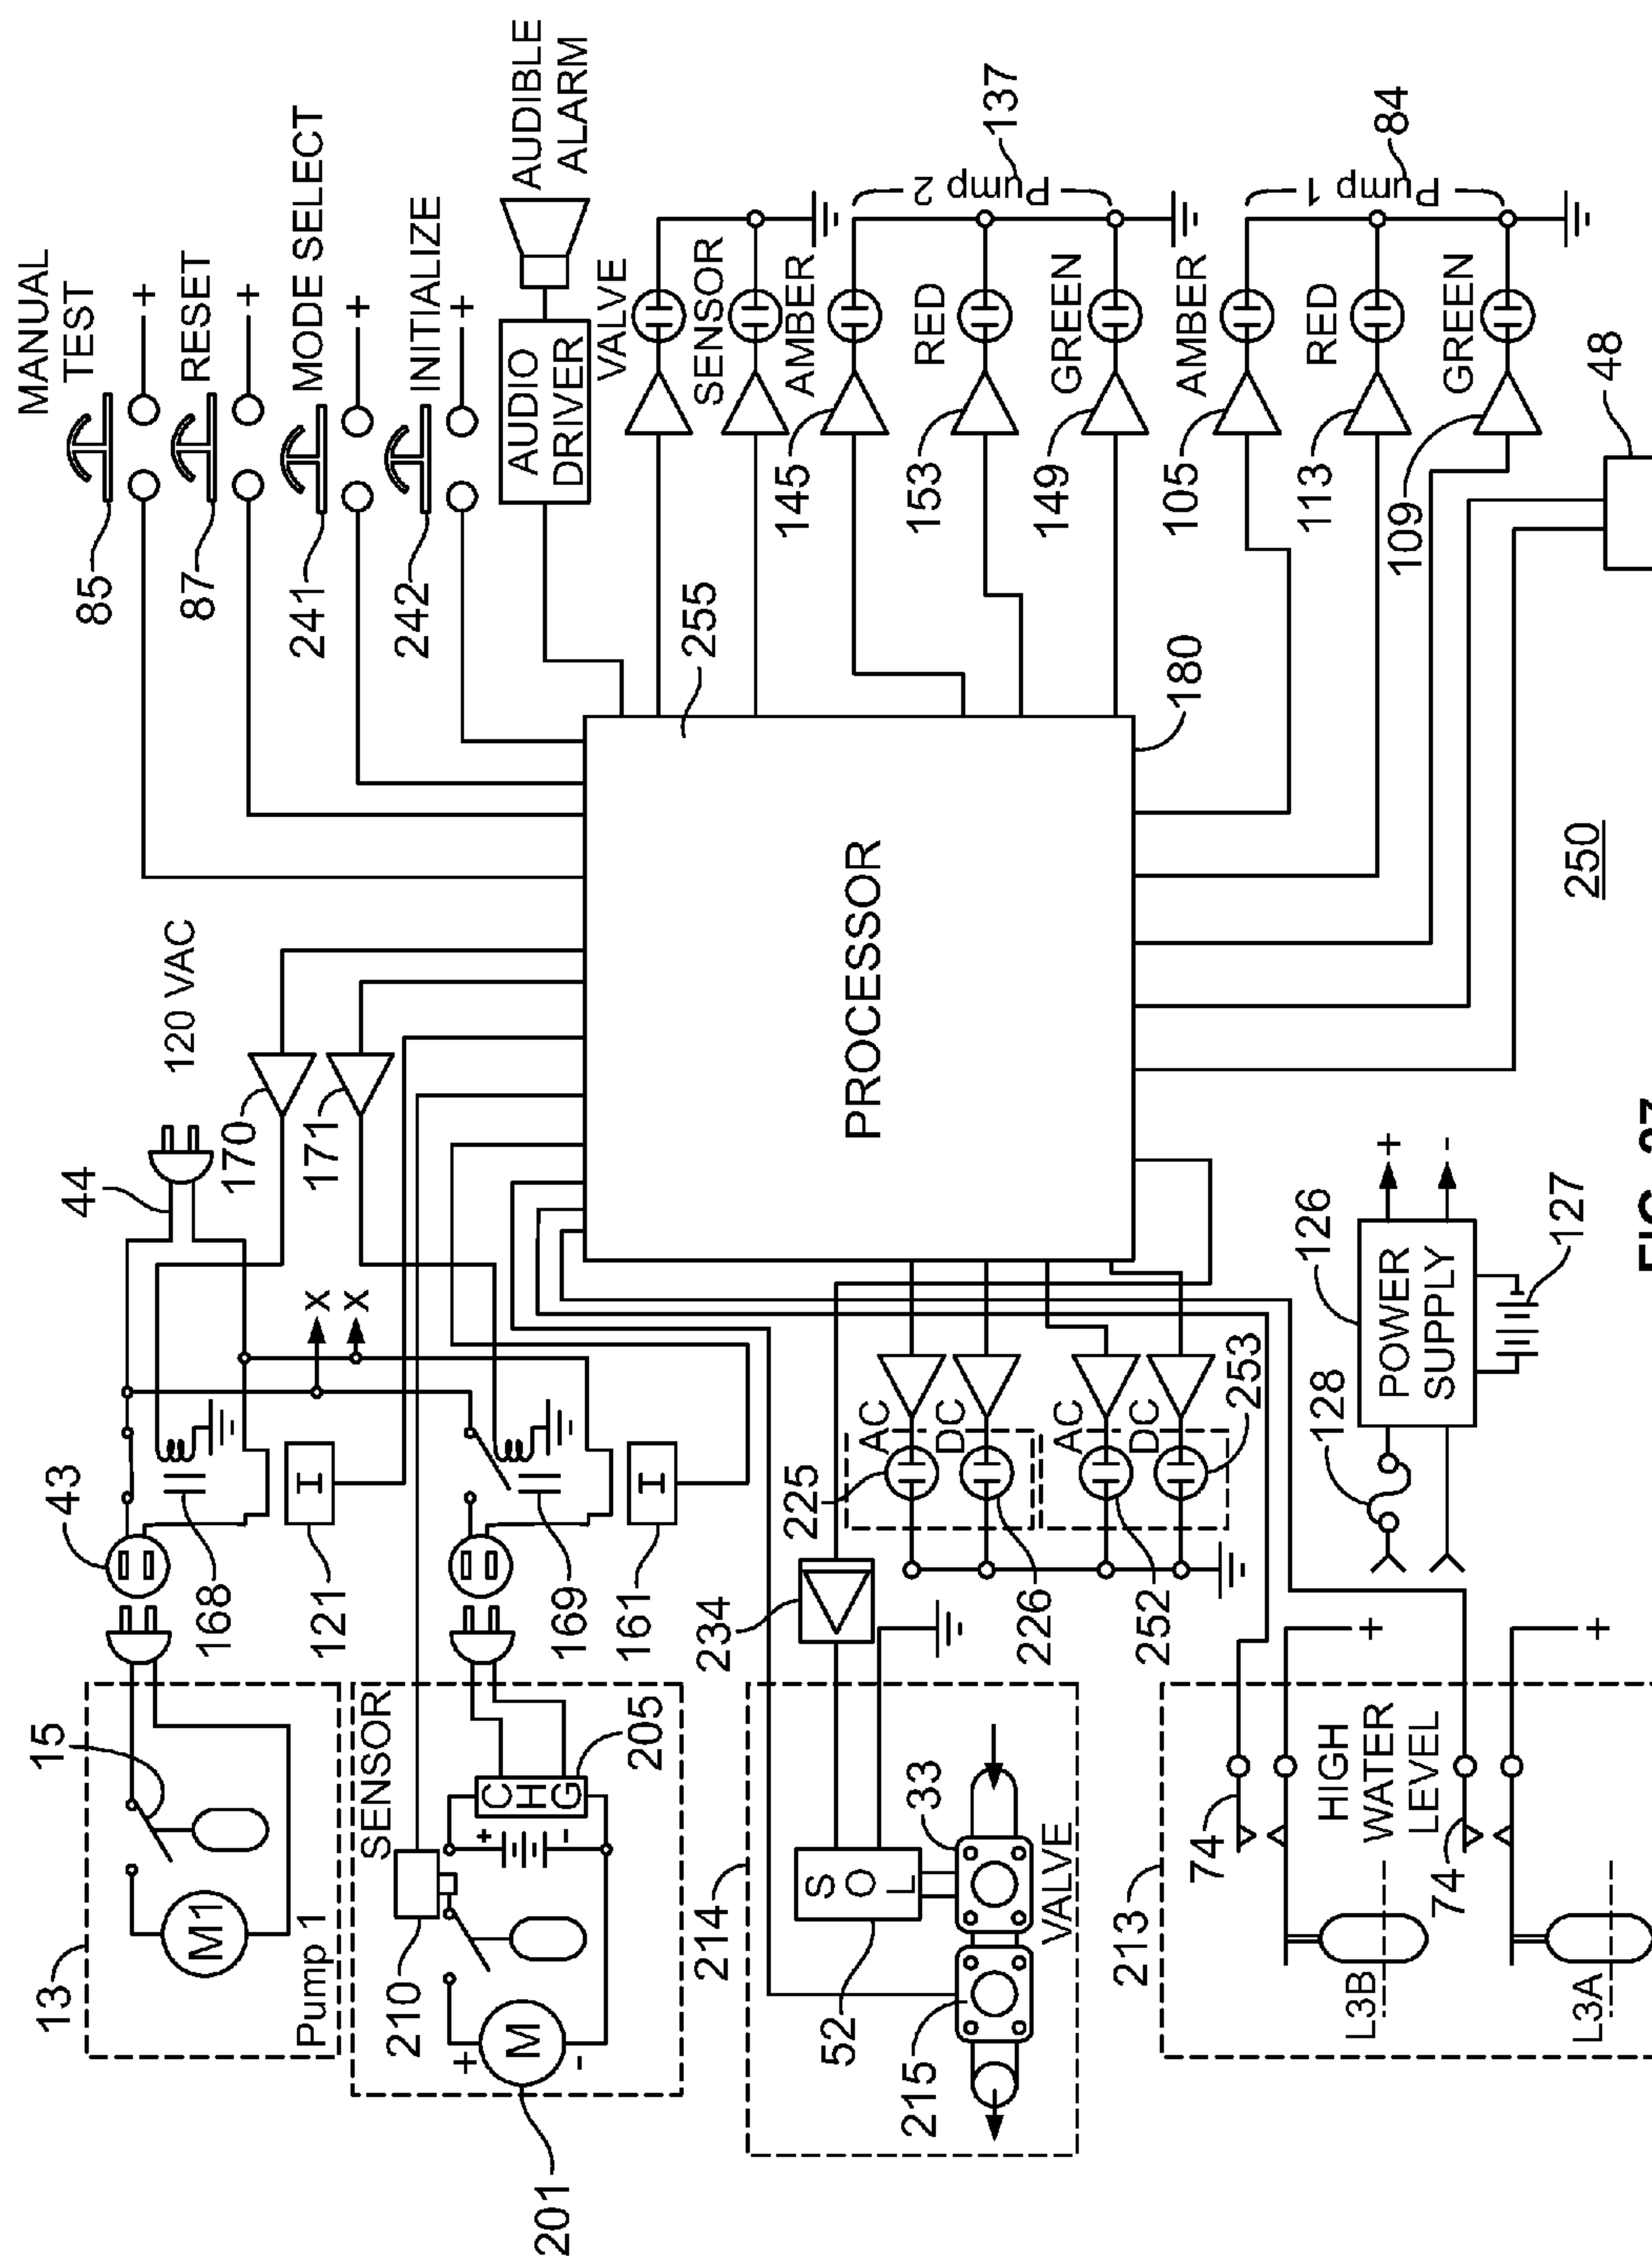 MANUAL
TEST
+
85
RESET
+
87
MODE SELECT
+
241
INITIALIZE
+
242
AUDIBLE
ALARM
AUDIO
DRIVER
VALVE
SENSOR
AMBER
145
RED
153
GREEN
149
Pump 2
137
AMBER
105
RED
113
GREEN
109
Pump 1
84
48
255
180
PROCESSOR
250
120 VAC
44
170
171
X
X
43
168
121
I
169
161
I
15
13
M1
Pump 1
SENSOR
210
+
M
-
201
+
-
CHG
205
234
225
AC
DC
226
AC
DC
252
253
214
SOL
52
33
215
VALVE
213
74
HIGH
WATER
LEVEL
74
+
+
L3B
L3A
128
126
POWER
SUPPLY
+
-
127